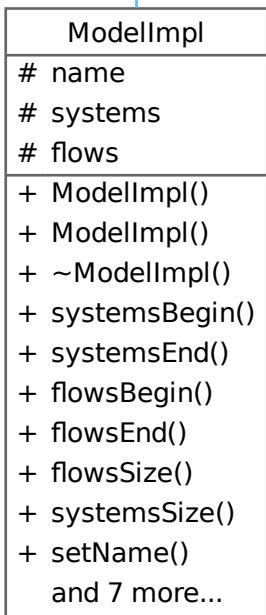 ModelImpl
# name
# systems
# flows
+ ModelImpl()
+ ModelImpl()
+ ~ModelImpl()
+ systemsBegin()
+ systemsEnd()
+ flowsBegin()
+ flowsEnd()
+ flowsSize()
+ systemsSize()
+ setName()
and 7 more...